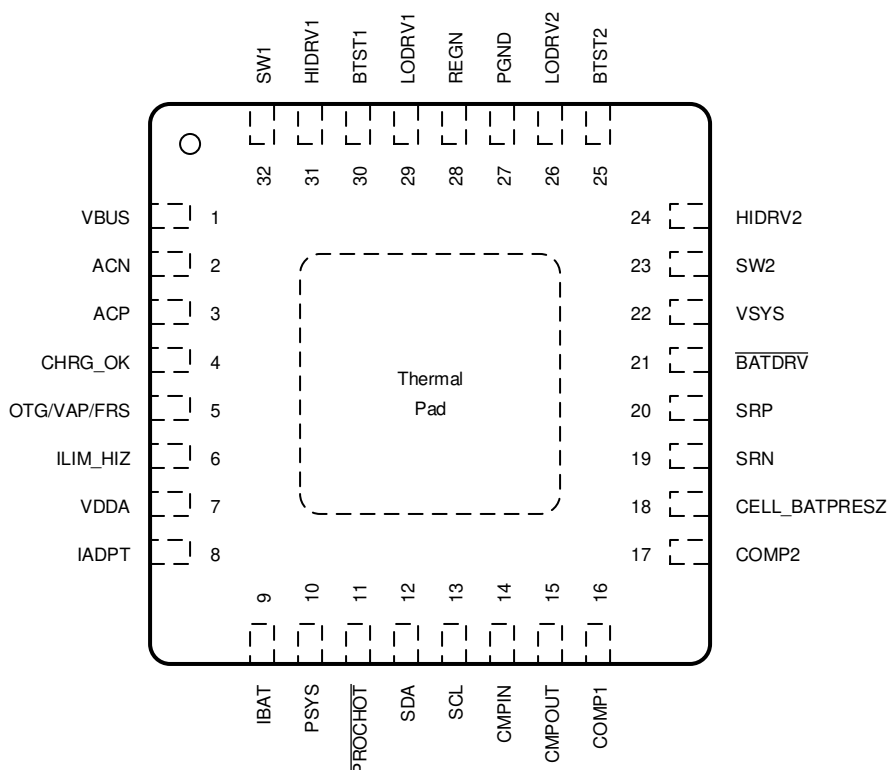 SW1
HIDRV1
BTST1
LODRV1
REGN
PGND
LODRV2
BTST2
32
31
30
29
28
27
26
25
VBUS 1
ACN 2
ACP 3
CHRG_OK 4
OTG/VAP/FRS 5
ILIM_HIZ 6
VDDA 7
IADPT 8
Thermal
Pad
24 HIDRV2
23 SW2
22 VSYS
21 BATDRV
20 SRP
19 SRN
18 CELL_BATPRESZ
17 COMP2
9
10
11
12
13
14
15
16
IBAT
PSYS
PROCHOT
SDA
SCL
CMPIN
CMPOUT
COMP1